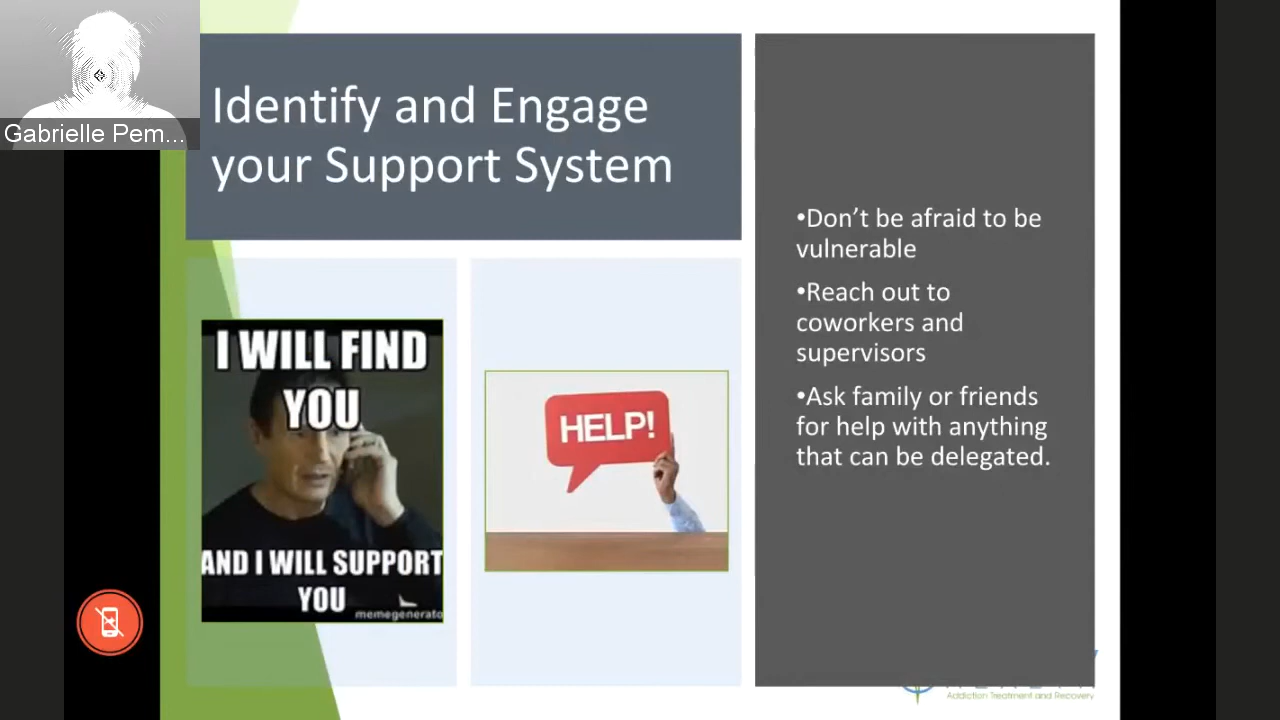 Gabrielle Pem...
Identify and Engage
your Support System
I WILL FIND
YOU
AND I WILL SUPPORT
YOU
HELP!
•Don’t be afraid to be
vulnerable
•Reach out to
coworkers and
supervisors
•Ask family or friends
for help with anything
that can be delegated.
Addiction Treatment and Recovery